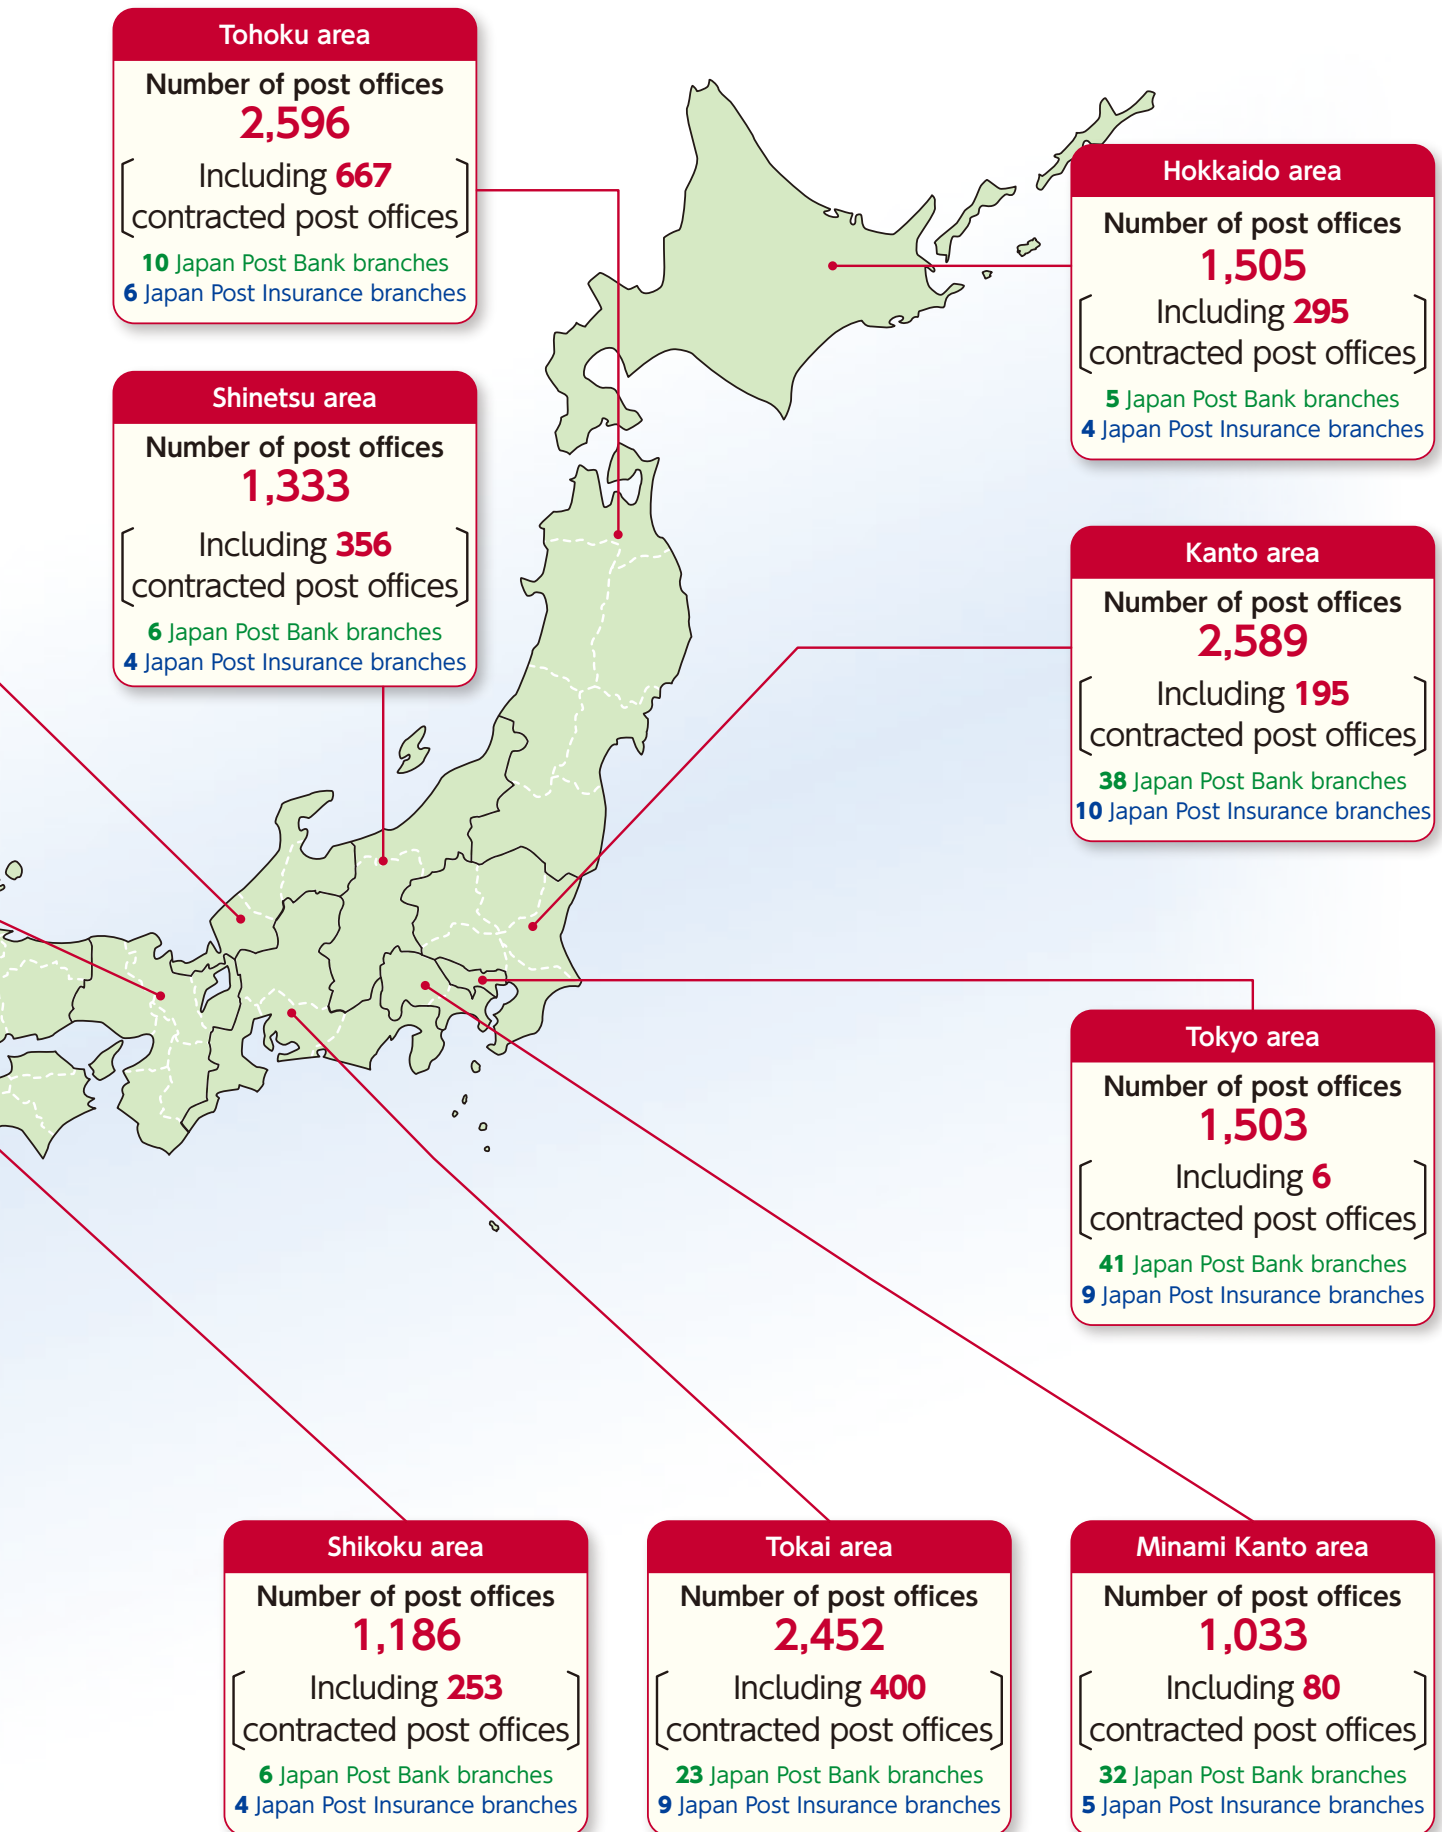 Tohoku area
Number of post offices
2,596
Including 667
contracted post offices
10 Japan Post Bank branches
6 Japan Post Insurance branches
Hokkaido area
Number of post offices
1,505
Including 295
contracted post offices
5 Japan Post Bank branches
4 Japan Post Insurance branches
Shinetsu area
Number of post offices
1,333
Including 356
contracted post offices
6 Japan Post Bank branches
4 Japan Post Insurance branches
Kanto area
Number of post offices
2,589
Including 195
contracted post offices
38 Japan Post Bank branches
10 Japan Post Insurance branches
Tokyo area
Number of post offices
1,503
Including 6
contracted post offices
41 Japan Post Bank branches
9 Japan Post Insurance branches
Shikoku area
Number of post offices
1,186
Including 253
contracted post offices
6 Japan Post Bank branches
4 Japan Post Insurance branches
Tokai area
Number of post offices
2,452
Including 400
contracted post offices
23 Japan Post Bank branches
9 Japan Post Insurance branches
Minami Kanto area
Number of post offices
1,033
Including 80
contracted post offices
32 Japan Post Bank branches
5 Japan Post Insurance branches